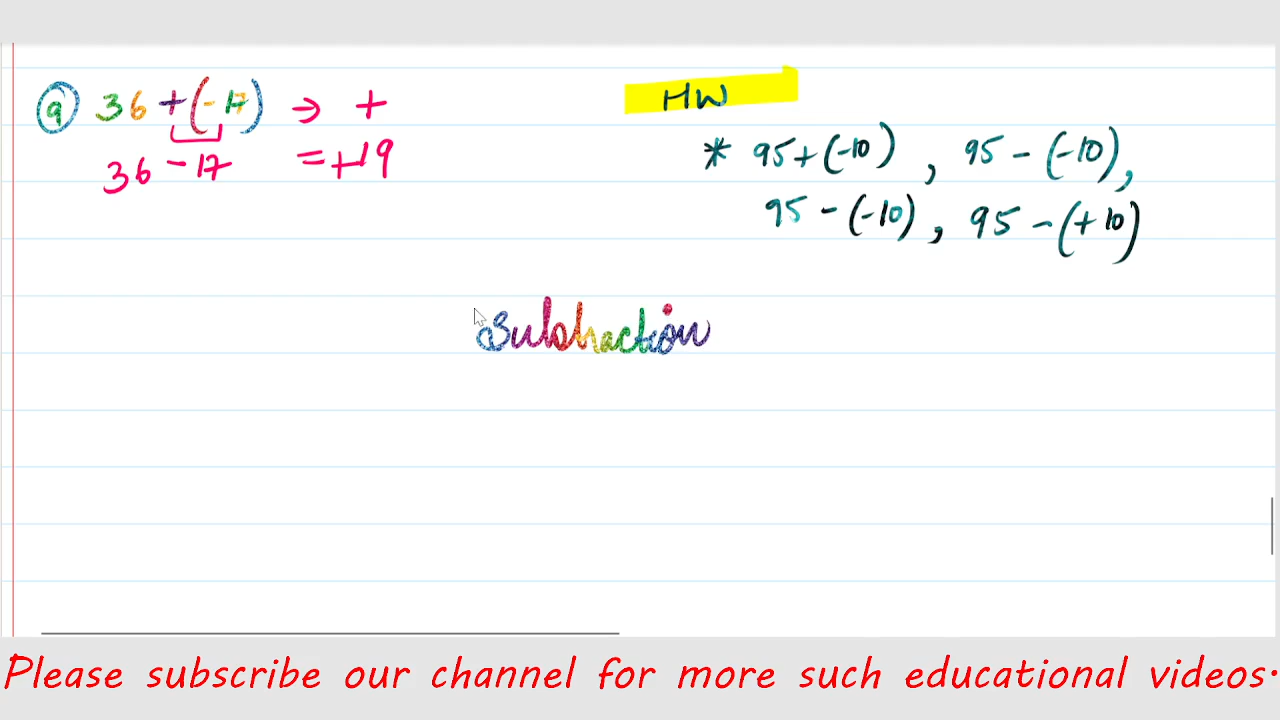 9 36 + (-17) → +
36 - 17 = +19
HW
* 95 + (-10) , 95 - (-10) ,
95 - (-10) , 95 - (+10)
Subtraction
Please subscribe our channel for more such educational videos.